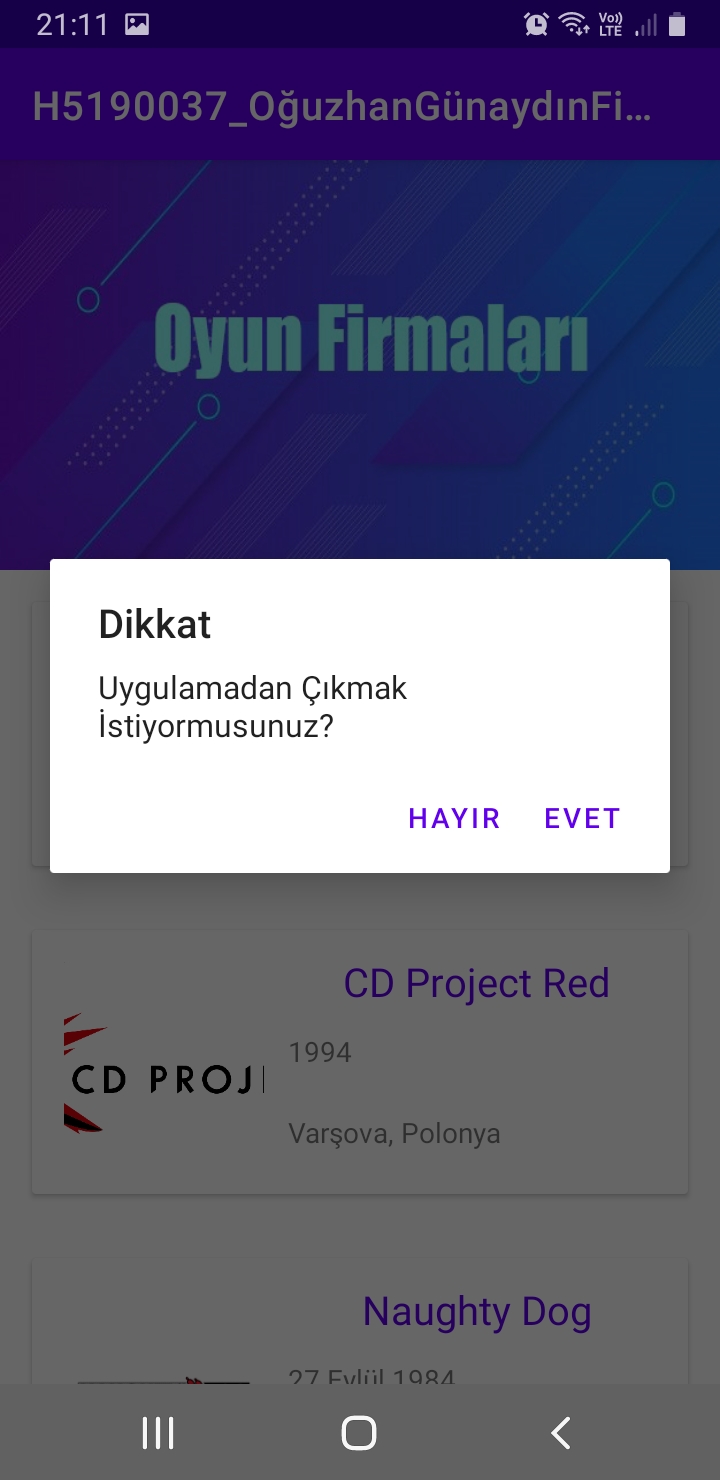 21:11
Vo))
LTE
H5190037_OğuzhanGünaydınFi...
Oyun Firmaları
Dikkat
Uygulamadan Çıkmak
İstiyormusunuz?
HAYIR EVET
CD Project Red
CD PROJ
1994
Varşova, Polonya
Naughty Dog
27 Eylül 1984